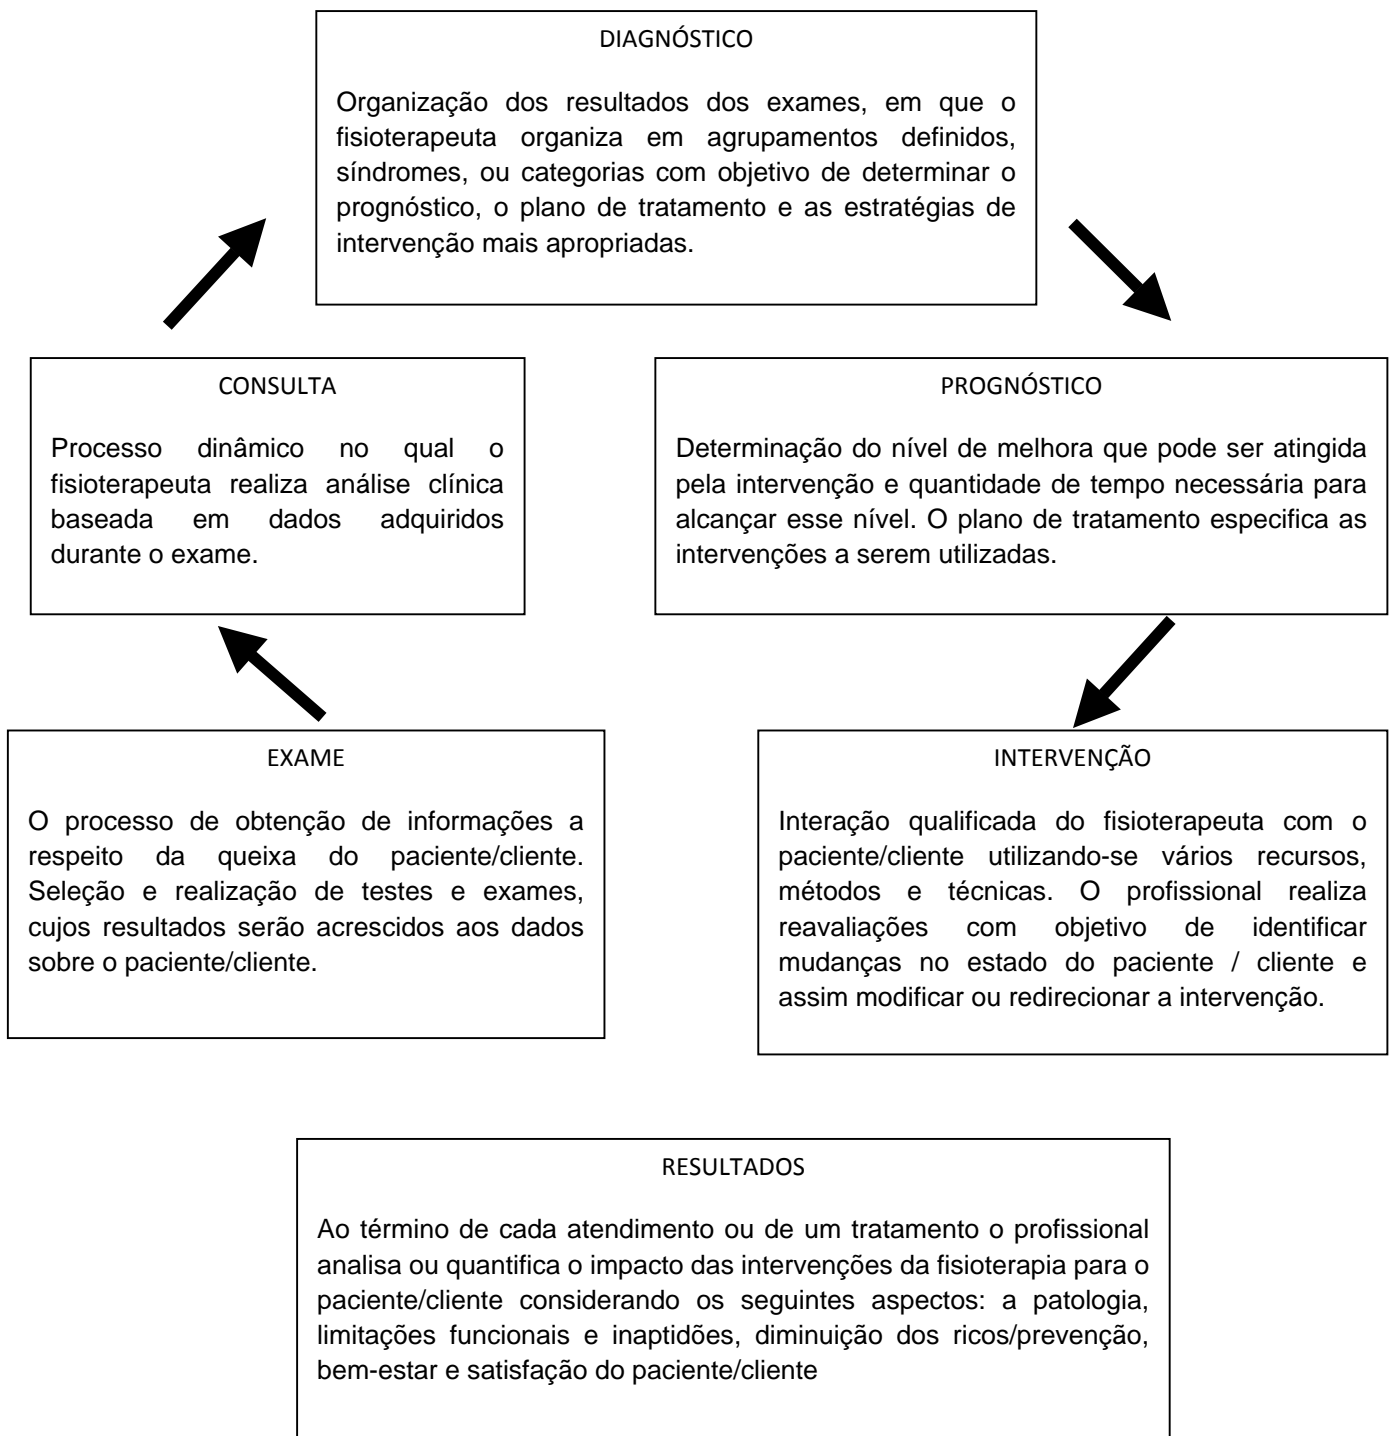 DIAGNÓSTICO
Organização dos resultados dos exames, em que o
fisioterapeuta organiza em agrupamentos definidos,
síndromes, ou categorias com objetivo de determinar o
prognóstico, o plano de tratamento e as estratégias de
intervenção mais apropriadas.
CONSULTA
Processo dinâmico no qual o
fisioterapeuta realiza análise clínica
baseada em dados adquiridos
durante o exame.
PROGNÓSTICO
Determinação do nível de melhora que pode ser atingida
pela intervenção e quantidade de tempo necessária para
alcançar esse nível. O plano de tratamento especifica as
intervenções a serem utilizadas.
EXAME
O processo de obtenção de informações a
respeito da queixa do paciente/cliente.
Seleção e realização de testes e exames,
cujos resultados serão acrescidos aos dados
sobre o paciente/cliente.
INTERVENÇÃO
Interação qualificada do fisioterapeuta com o
paciente/cliente utilizando-se vários recursos,
métodos e técnicas. O profissional realiza
reavaliações com objetivo de identificar
mudanças no estado do paciente / cliente e
assim modificar ou redirecionar a intervenção.
RESULTADOS
Ao término de cada atendimento ou de um tratamento o profissional
analisa ou quantifica o impacto das intervenções da fisioterapia para o
paciente/cliente considerando os seguintes aspectos: a patologia,
limitações funcionais e inaptidões, diminuição dos ricos/prevenção,
bem-estar e satisfação do paciente/cliente